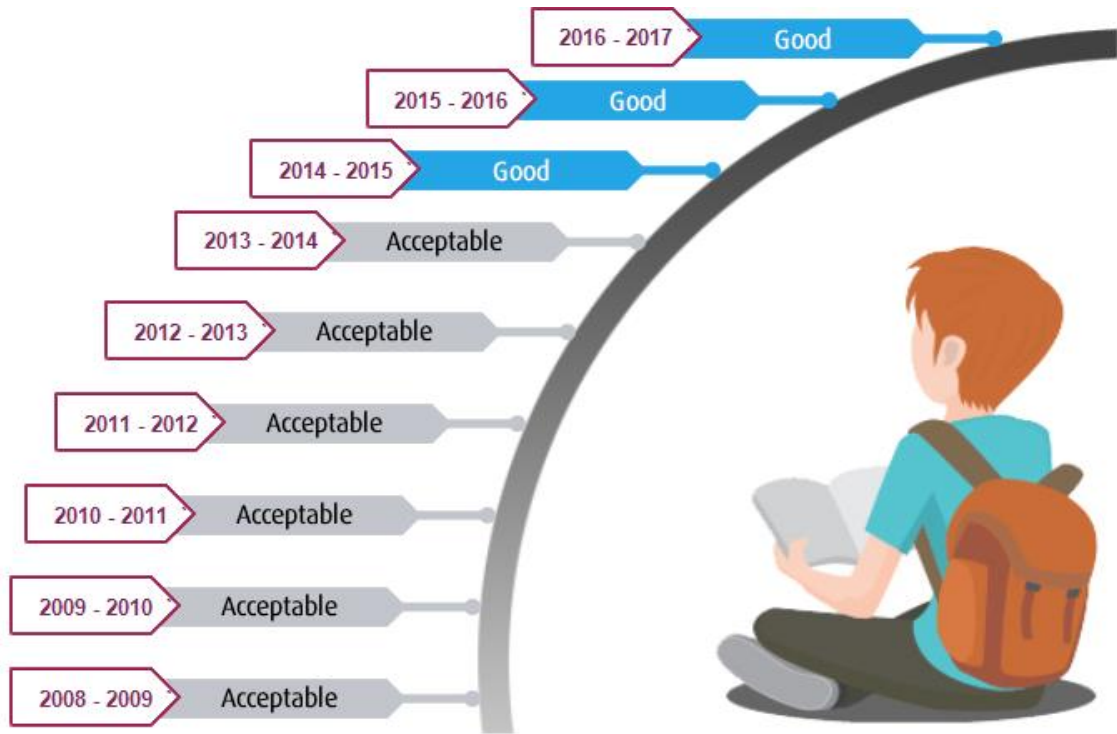 2016 - 2017 Good
2015 - 2016 Good
2014 - 2015 Good
2013 - 2014 Acceptable
2012 - 2013 Acceptable
2011 - 2012 Acceptable
2010 - 2011 Acceptable
2009 - 2010 Acceptable
2008 - 2009 Acceptable